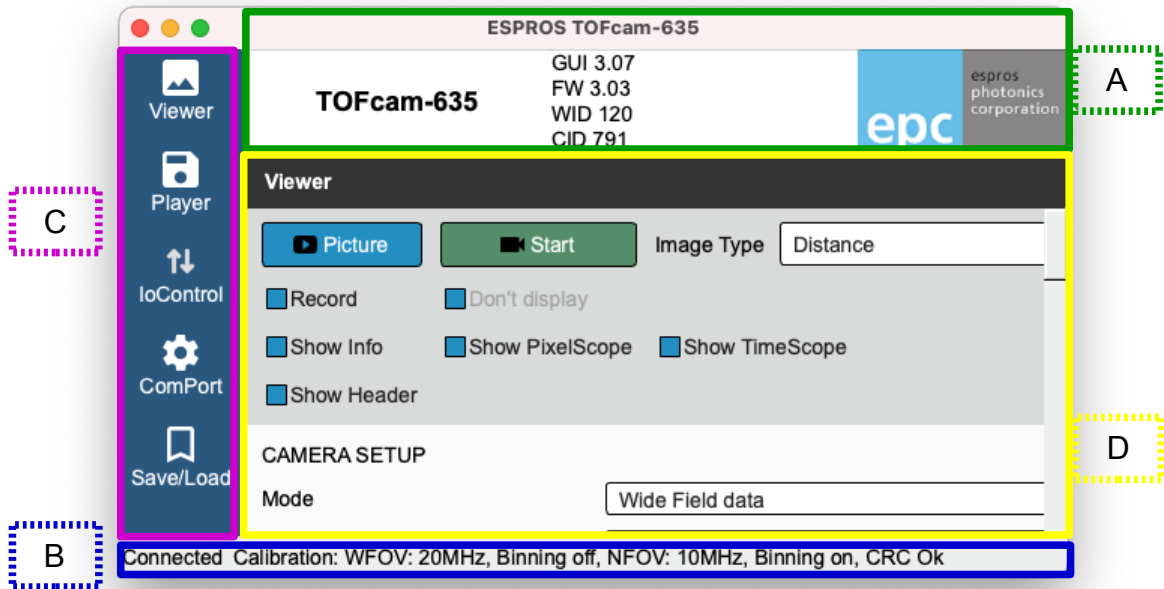 ESPROS TOFcam-635
Viewer
Player
IoControl
ComPort
Save/Load
TOFcam-635
GUI 3.07
FW 3.03
WID 120
CID 791
epc
espros
photonics
corporation
A
C
Viewer
Picture Start Image Type Distance
Record Don't display
Show Info Show PixelScope Show TimeScope
Show Header
CAMERA SETUP
Mode Wide Field data
D
B
Connected Calibration: WFOV: 20MHz, Binning off, NFOV: 10MHz, Binning on, CRC Ok